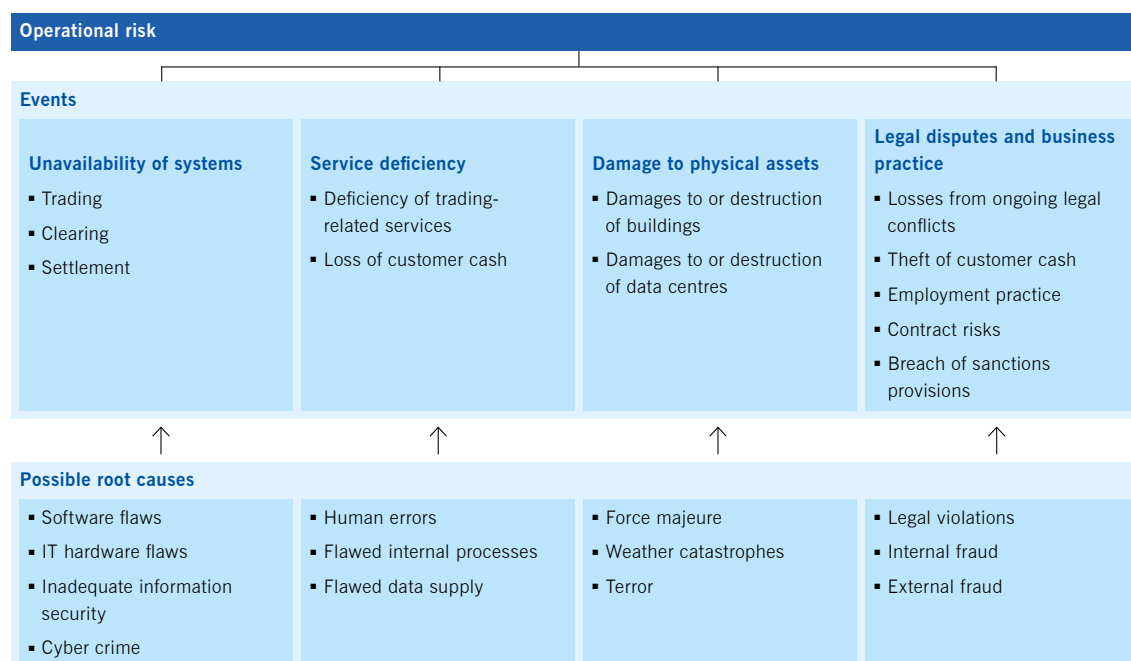 Operational risk
Events
Unavailability of systems
▪ Trading
▪ Clearing
▪ Settlement
Service deficiency
▪ Deficiency of trading-
related services
▪ Loss of customer cash
Damage to physical assets
▪ Damages to or destruction
of buildings
▪ Damages to or destruction
of data centres
Legal disputes and business
practice
▪ Losses from ongoing legal
conflicts
▪ Theft of customer cash
▪ Employment practice
▪ Contract risks
▪ Breach of sanctions
provisions
Possible root causes
▪ Software flaws
▪ IT hardware flaws
▪ Inadequate information
security
▪ Cyber crime
▪ Human errors
▪ Flawed internal processes
▪ Flawed data supply
▪ Force majeure
▪ Weather catastrophes
▪ Terror
▪ Legal violations
▪ Internal fraud
▪ External fraud